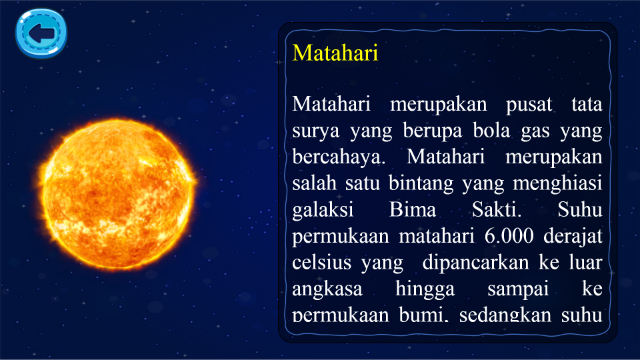 Matahari
Matahari merupakan pusat tata
surya yang berupa bola gas yang
bercahaya. Matahari merupakan
salah satu bintang yang menghiasi
galaksi Bima Sakti. Suhu
permukaan matahari 6.000 derajat
celsius yang dipancarkan ke luar
angkasa hingga sampai ke
permukaan bumi, sedangkan suhu